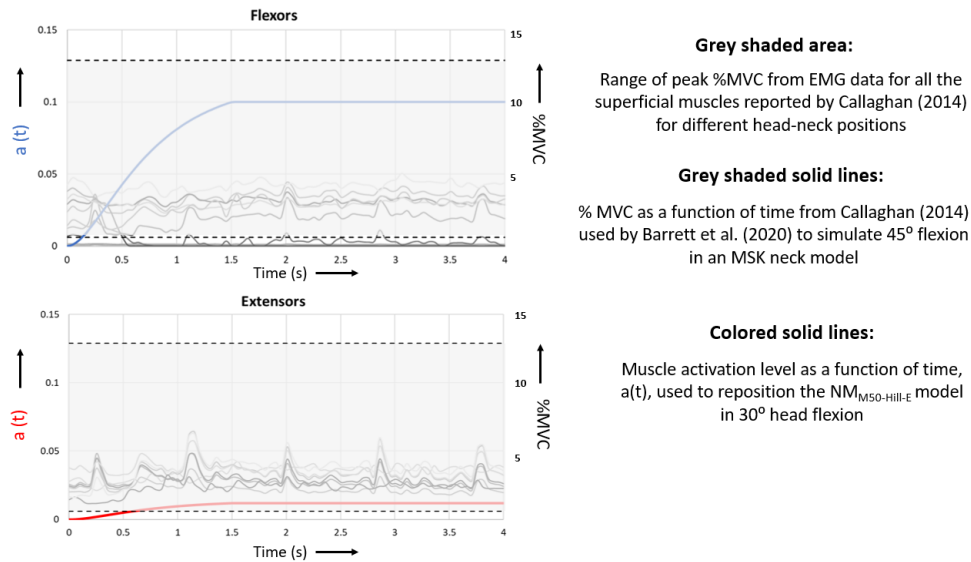 Flexors
0.15
0.1
0.05
0
a (t)
15
10
5
%MVC
0
0.5
1
1.5
2
2.5
3
3.5
4
Time (s)
Extensors
0.15
0.1
0.05
0
a (t)
15
10
5
%MVC
0
0.5
1
1.5
2
2.5
3
3.5
4
Time (s)
Grey shaded area:
Range of peak %MVC from EMG data for all the
superficial muscles reported by Callaghan (2014)
for different head-neck positions
Grey shaded solid lines:
% MVC as a function of time from Callaghan (2014)
used by Barrett et al. (2020) to simulate 45⁰ flexion
in an MSK neck model
Colored solid lines:
Muscle activation level as a function of time,
a(t), used to reposition the NM_M50-Hill-E model
in 30⁰ head flexion